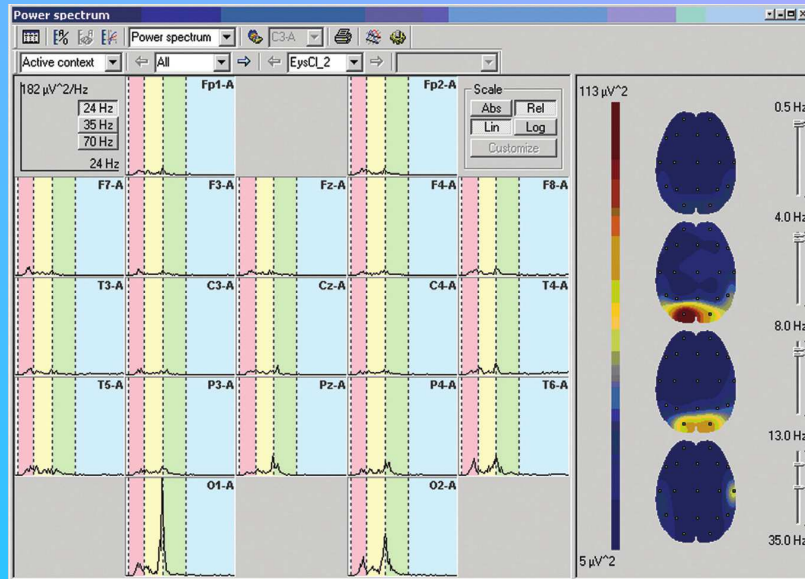 Power spectrum
Power spectrum
C3-A
Active context
All
EysCl_2
182 µV^2/Hz
24 Hz
35 Hz
70 Hz
24 Hz
Fp1-A
Fp2-A
Scale
Abs Rel
Lin Log
Customize
F7-A F3-A Fz-A F4-A F8-A
T3-A C3-A Cz-A C4-A T4-A
T5-A P3-A Pz-A P4-A T6-A
O1-A O2-A
113 µV^2
0.5 Hz
4.0 Hz
8.0 Hz
13.0 Hz
35.0 Hz
5 µV^2